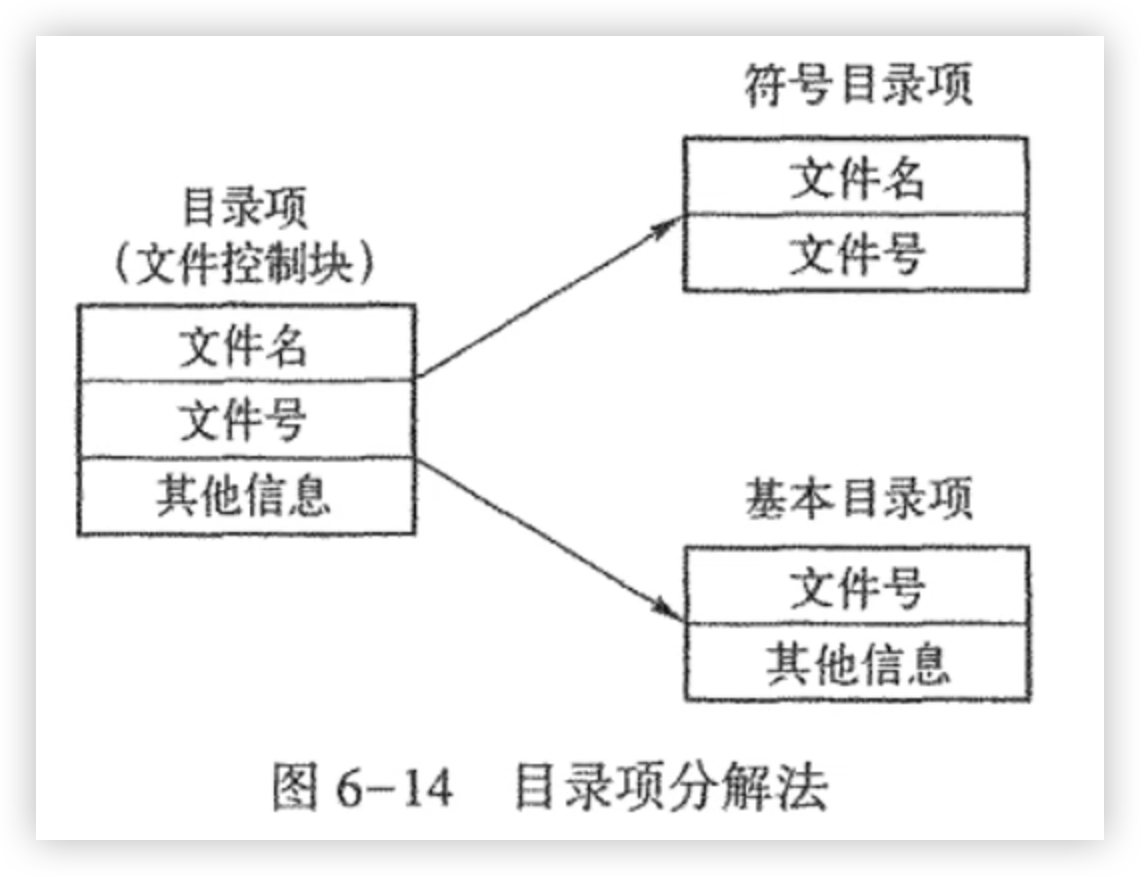 目录项
（文件控制块）
文件名
文件号
其他信息
符号目录项
文件名
文件号
基本目录项
文件号
其他信息
图 6-14 目录项分解法